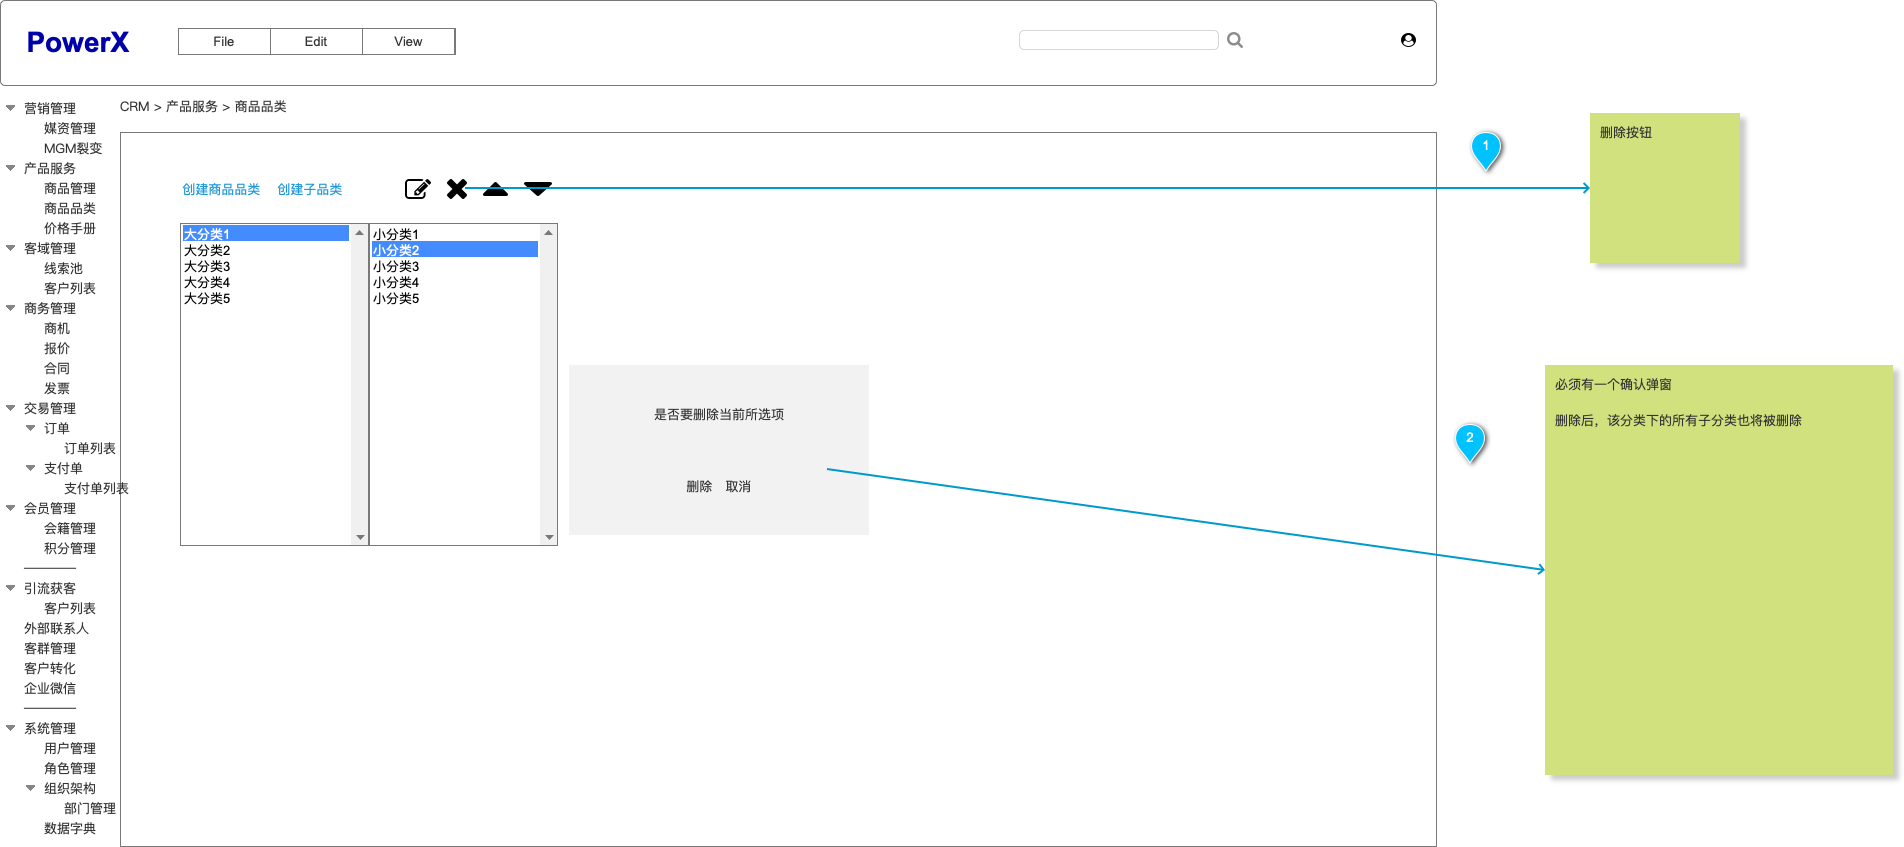 PowerX
File
Edit
View
CRM > 产品服务 > 商品品类
营销管理
媒资管理
MGM裂变
产品服务
商品管理
商品品类
价格手册
客域管理
线索池
客户列表
商务管理
商机
报价
合同
发票
交易管理
订单
订单列表
支付单
支付单列表
会员管理
会籍管理
积分管理
引流获客
客户列表
外部联系人
客群管理
客户转化
企业微信
系统管理
用户管理
角色管理
组织架构
部门管理
数据字典
创建商品品类
创建子品类
大分类1
大分类2
大分类3
大分类4
大分类5
小分类1
小分类2
小分类3
小分类4
小分类5
是否要删除当前所选项
删除 取消
1
删除按钮
2
必须有一个确认弹窗
删除后，该分类下的所有子分类也将被删除